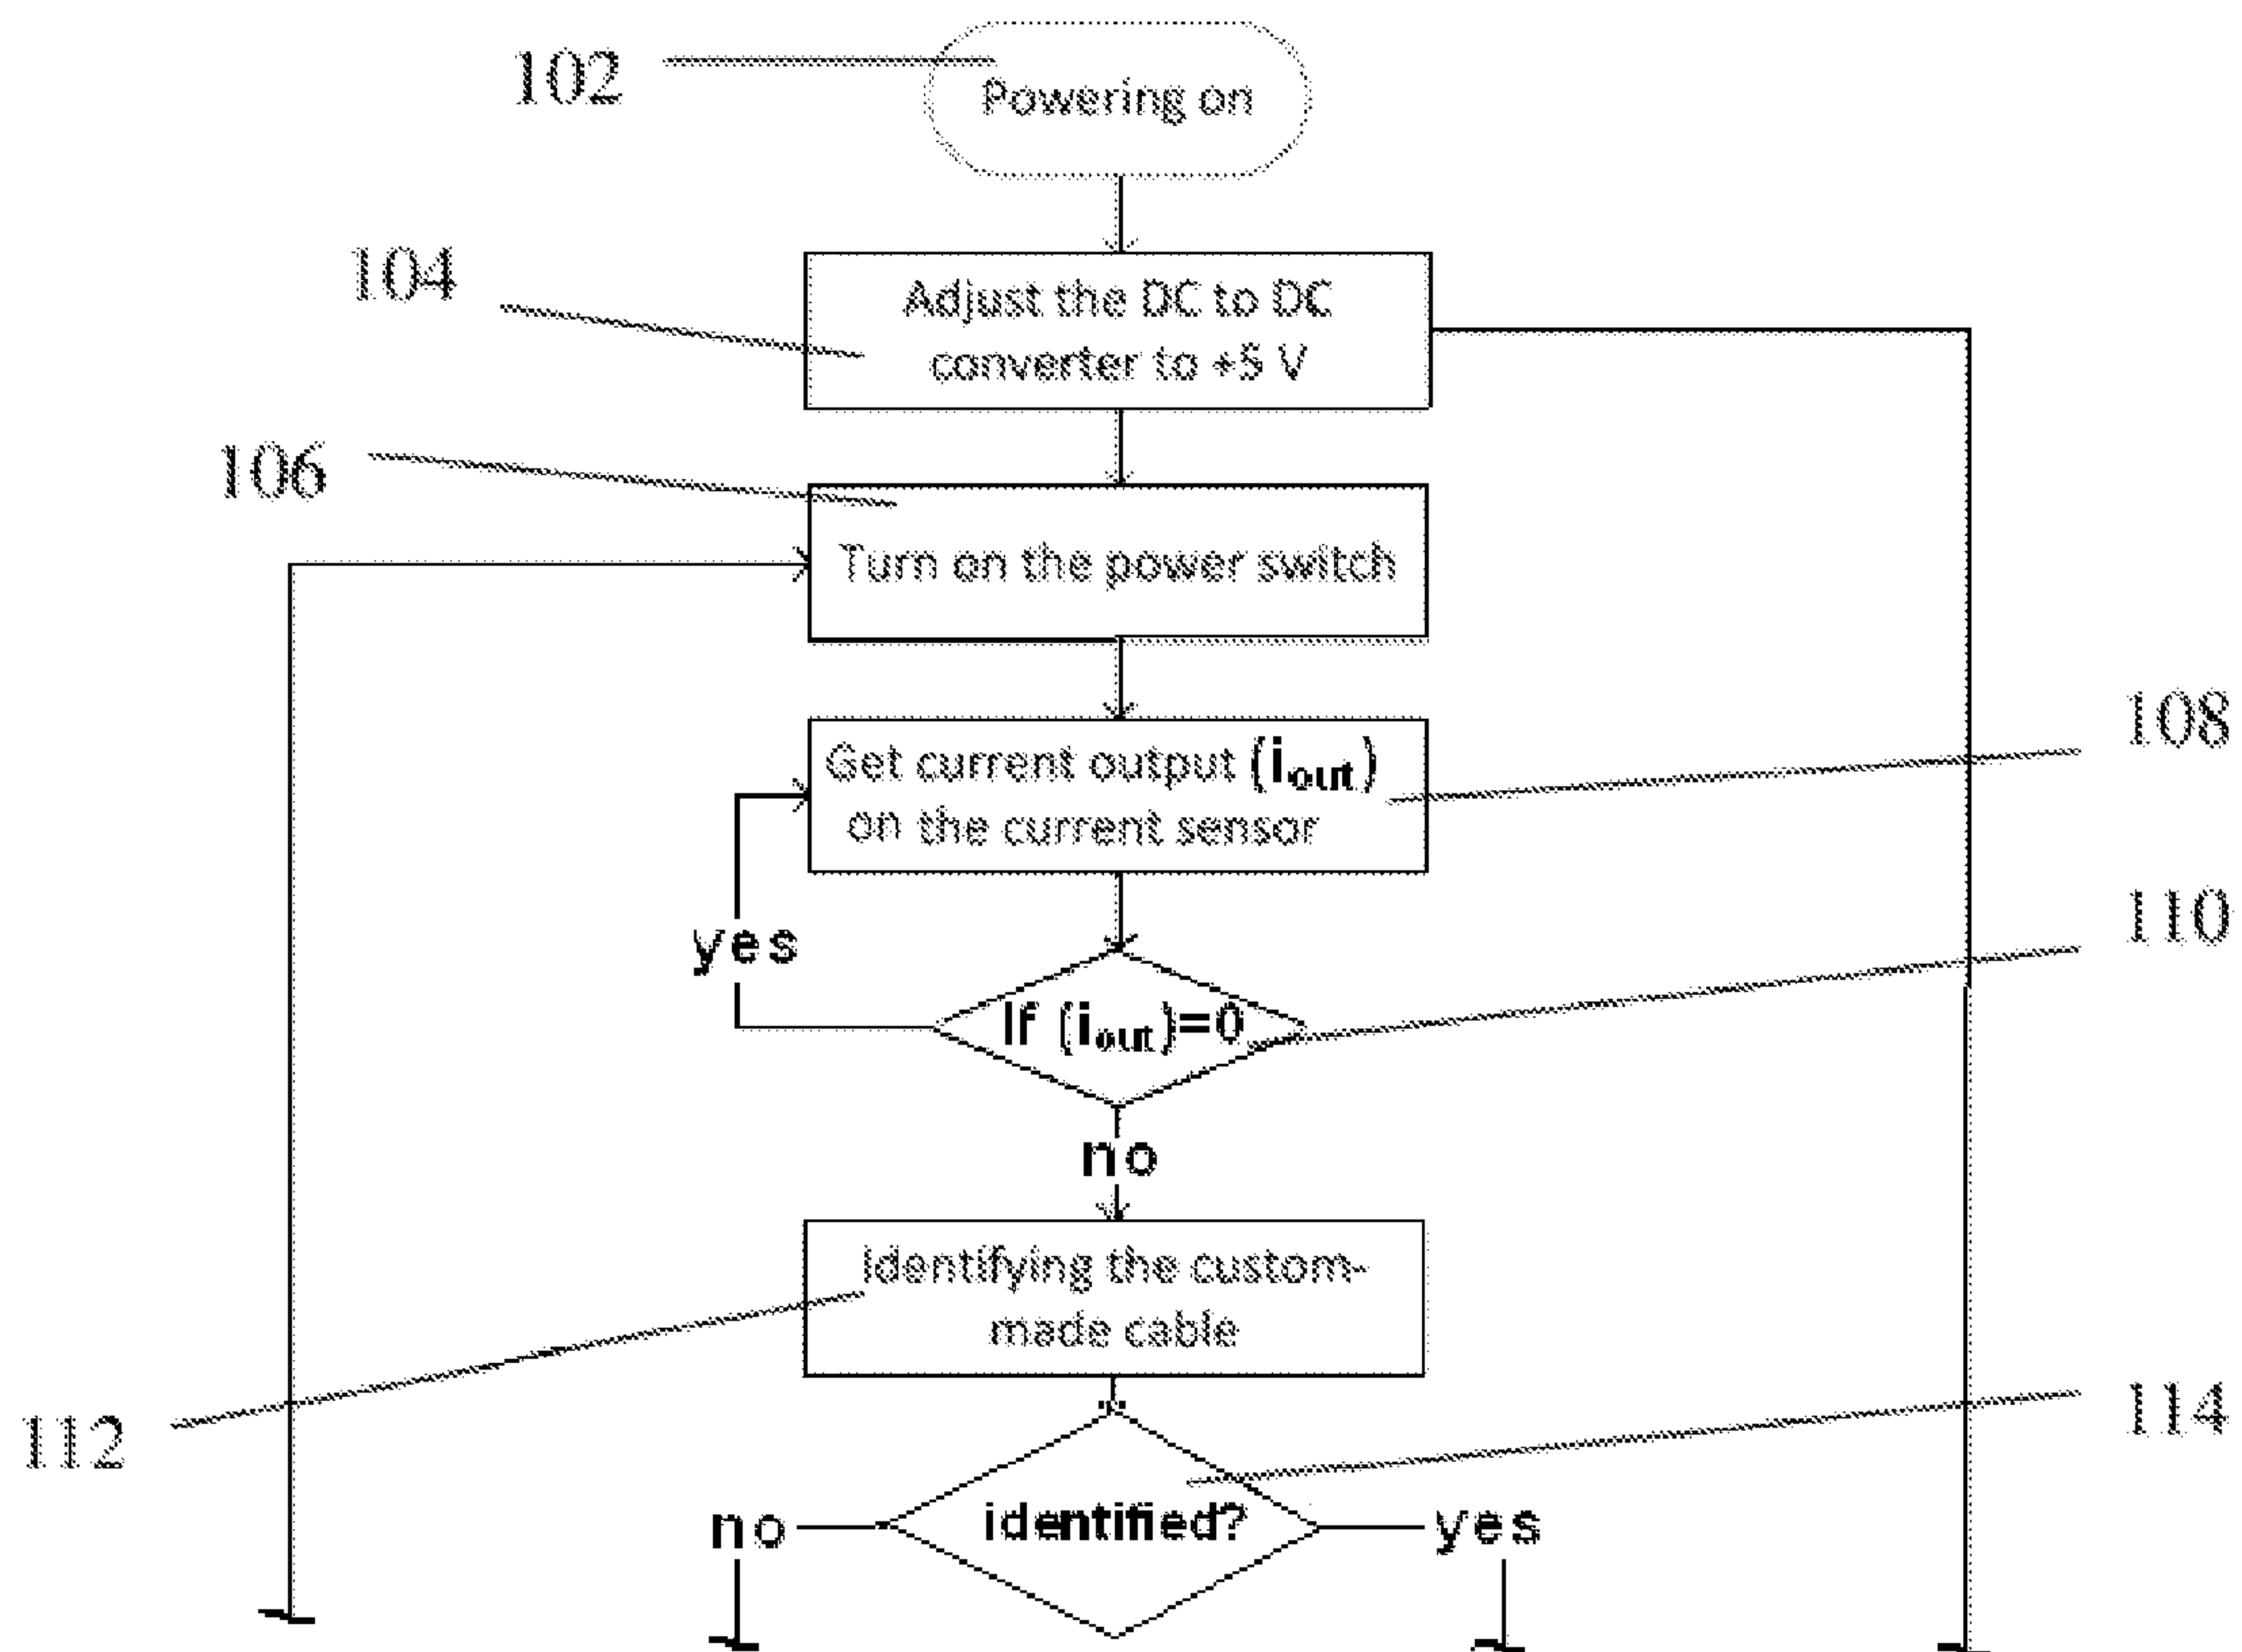 102
Powering on
104
Adjust the DC to DC
converter to +5 V
106
Turn on the power switch
108
Get current output (iout)
on the current sensor
110
yes
If (iout)=0
no
Identifying the custom-
made cable
112
114
no
identified?
yes